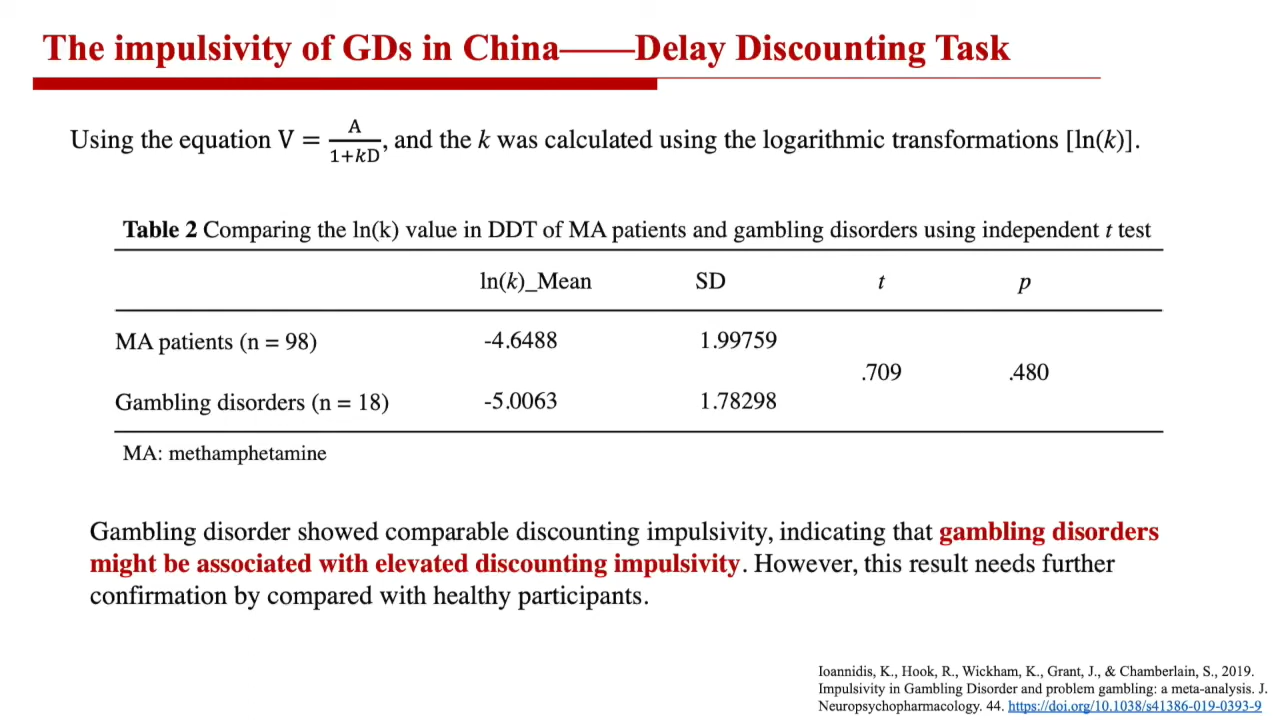 The impulsivity of GDs in China——Delay Discounting Task
Using the equation V = A/(1+kD), and the k was calculated using the logarithmic transformations [ln(k)].
Table 2 Comparing the ln(k) value in DDT of MA patients and gambling disorders using independent t test
ln(k)_Mean SD t p
MA patients (n = 98) -4.6488 1.99759
.709 .480
Gambling disorders (n = 18) -5.0063 1.78298
MA: methamphetamine
Gambling disorder showed comparable discounting impulsivity, indicating that gambling disorders
might be associated with elevated discounting impulsivity. However, this result needs further
confirmation by compared with healthy participants.
Ioannidis, K., Hook, R., Wickham, K., Grant, J., & Chamberlain, S., 2019.
Impulsivity in Gambling Disorder and problem gambling: a meta-analysis. J.
Neuropsychopharmacology. 44. https://doi.org/10.1038/s41386-019-0393-9